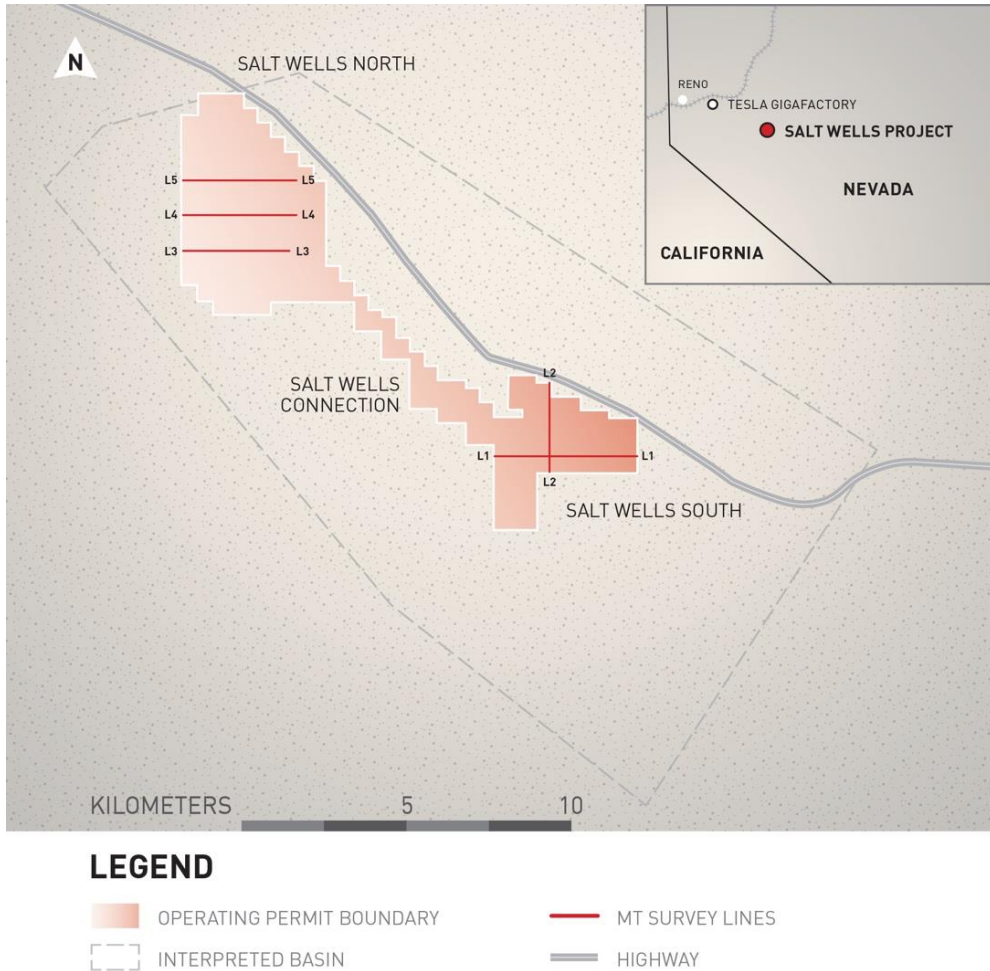 N
SALT WELLS NORTH
RENO
TESLA GIGAFACTORY
SALT WELLS PROJECT
NEVADA
CALIFORNIA
L5 L5
L4 L4
L3 L3
SALT WELLS
CONNECTION
L2
L1 L1
L2
SALT WELLS SOUTH
KILOMETERS 5 10
LEGEND
OPERATING PERMIT BOUNDARY
MT SURVEY LINES
INTERPRETED BASIN
HIGHWAY